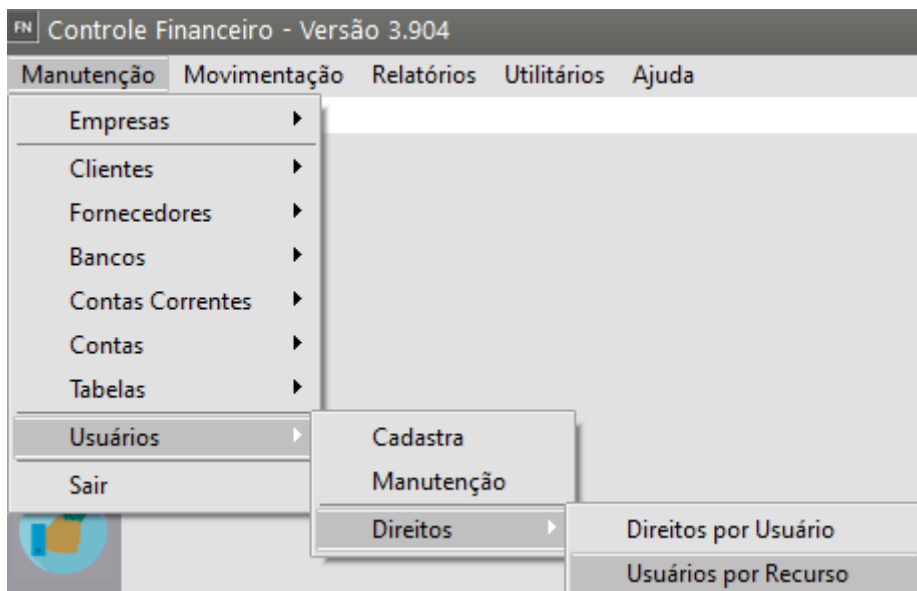 FN Controle Financeiro - Versão 3.904
Manutenção Movimentação Relatórios Utilitários Ajuda
Empresas
Clientes
Fornecedores
Bancos
Contas Correntes
Contas
Tabelas
Usuários
Sair
Cadastra
Manutenção
Direitos
Direitos por Usuário
Usuários por Recurso